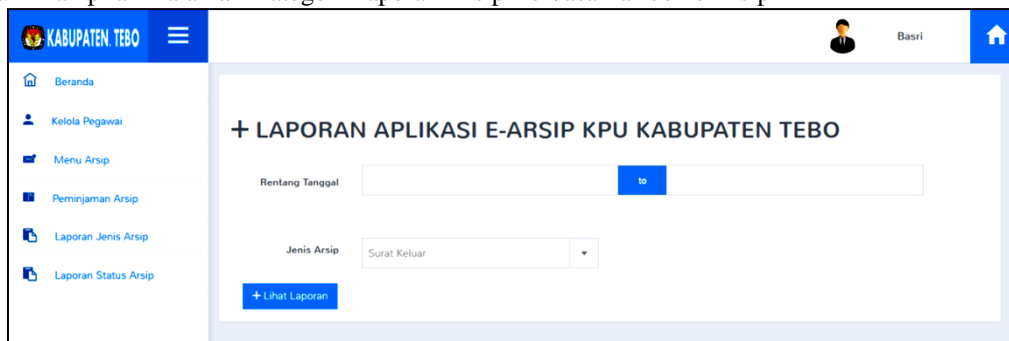 KABUPATEN. TEBO
Basri
Beranda
Kelola Pegawai
Menu Arsip
Peminjaman Arsip
Laporan Jenis Arsip
Laporan Status Arsip
+ LAPORAN APLIKASI E-ARSIP KPU KABUPATEN TEBO
Rentang Tanggal
to
Jenis Arsip
Surat Keluar
+ Lihat Laporan